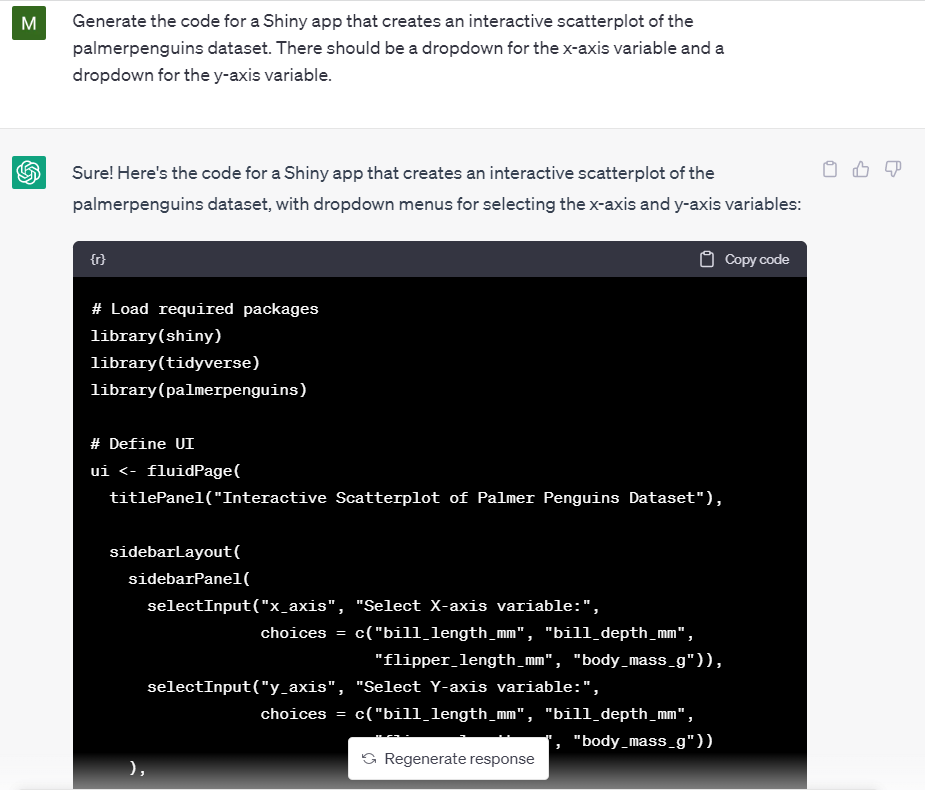 M
Generate the code for a Shiny app that creates an interactive scatterplot of the
palmerpenguins dataset. There should be a dropdown for the x-axis variable and a
dropdown for the y-axis variable.
Sure! Here's the code for a Shiny app that creates an interactive scatterplot of the
palmerpenguins dataset, with dropdown menus for selecting the x-axis and y-axis variables:
{r} Copy code
# Load required packages
library(shiny)
library(tidyverse)
library(palmerpenguins)
# Define UI
ui <- fluidPage(
  titlePanel("Interactive Scatterplot of Palmer Penguins Dataset"),
  sidebarLayout(
    sidebarPanel(
      selectInput("x_axis", "Select X-axis variable:",
                  choices = c("bill_length_mm", "bill_depth_mm",
                              "flipper_length_mm", "body_mass_g")),
      selectInput("y_axis", "Select Y-axis variable:",
                  choices = c("bill_length_mm", "bill_depth_mm",
                              ", "body_mass_g"))
    ),
Regenerate response